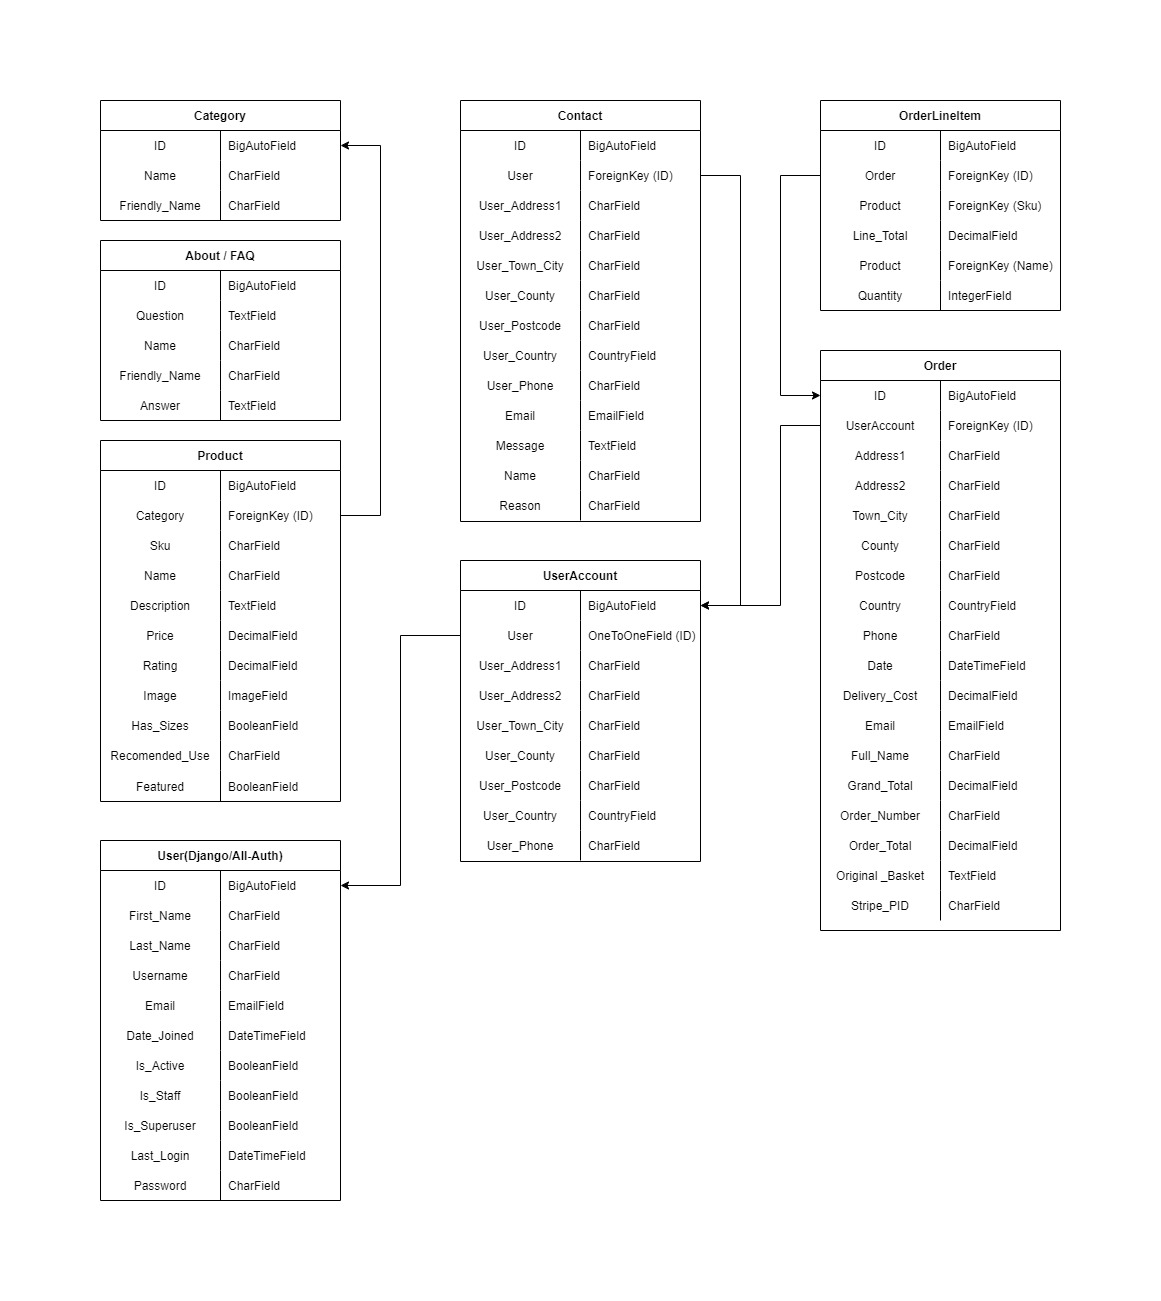 Category
ID BigAutoField
Name CharField
Friendly_Name CharField
About / FAQ
ID BigAutoField
Question TextField
Name CharField
Friendly_Name CharField
Answer TextField
Product
ID BigAutoField
Category ForeignKey (ID)
Sku CharField
Name CharField
Description TextField
Price DecimalField
Rating DecimalField
Image ImageField
Has_Sizes BooleanField
Recomended_Use CharField
Featured BooleanField
User(Django/All-Auth)
ID BigAutoField
First_Name CharField
Last_Name CharField
Username CharField
Email EmailField
Date_Joined DateTimeField
Is_Active BooleanField
Is_Staff BooleanField
Is_Superuser BooleanField
Last_Login DateTimeField
Password CharField
Contact
ID BigAutoField
User ForeignKey (ID)
User_Address1 CharField
User_Address2 CharField
User_Town_City CharField
User_County CharField
User_Postcode CharField
User_Country CountryField
User_Phone CharField
Email EmailField
Message TextField
Name CharField
Reason CharField
UserAccount
ID BigAutoField
User OneToOneField (ID)
User_Address1 CharField
User_Address2 CharField
User_Town_City CharField
User_County CharField
User_Postcode CharField
User_Country CountryField
User_Phone CharField
OrderLineItem
ID BigAutoField
Order ForeignKey (ID)
Product ForeignKey (Sku)
Line_Total DecimalField
Product ForeignKey (Name)
Quantity IntegerField
Order
ID BigAutoField
UserAccount ForeignKey (ID)
Address1 CharField
Address2 CharField
Town_City CharField
County CharField
Postcode CharField
Country CountryField
Phone CharField
Date DateTimeField
Delivery_Cost DecimalField
Email EmailField
Full_Name CharField
Grand_Total DecimalField
Order_Number CharField
Order_Total DecimalField
Original _Basket TextField
Stripe_PID CharField